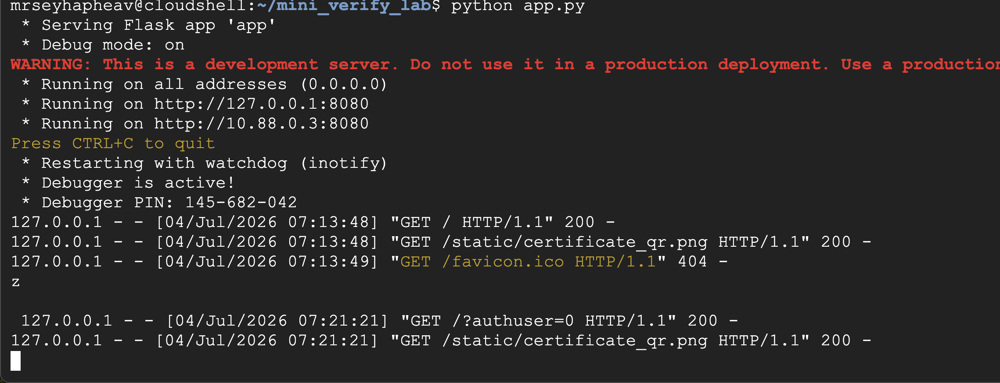 mrseyhapheav@cloudshell:~/mini_verify_lab$ python app.py
 * Serving Flask app 'app'
 * Debug mode: on
WARNING: This is a development server. Do not use it in a production deployment. Use a production
 * Running on all addresses (0.0.0.0)
 * Running on http://127.0.0.1:8080
 * Running on http://10.88.0.3:8080
Press CTRL+C to quit
 * Restarting with watchdog (inotify)
 * Debugger is active!
 * Debugger PIN: 145-682-042
127.0.0.1 - - [04/Jul/2026 07:13:48] "GET / HTTP/1.1" 200 -
127.0.0.1 - - [04/Jul/2026 07:13:48] "GET /static/certificate_qr.png HTTP/1.1" 200 -
127.0.0.1 - - [04/Jul/2026 07:13:49] "GET /favicon.ico HTTP/1.1" 404 -
z
 127.0.0.1 - - [04/Jul/2026 07:21:21] "GET /?authuser=0 HTTP/1.1" 200 -
127.0.0.1 - - [04/Jul/2026 07:21:21] "GET /static/certificate_qr.png HTTP/1.1" 200 -